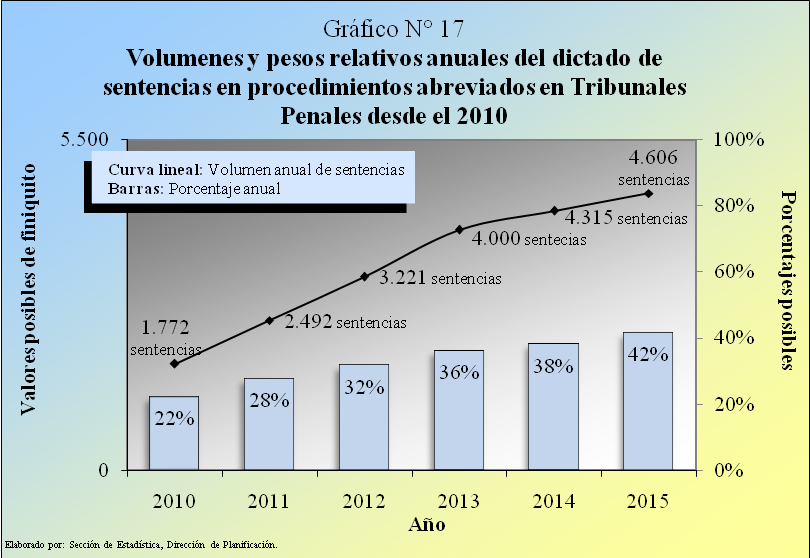 Gráfico N° 17
Volumenes y pesos relativos anuales del dictado de
sentencias en procedimientos abreviados en Tribunales
Penales desde el 2010
5.500
100%
Curva lineal: Volumen anual de sentencias
Barras: Porcentaje anual
4.606
sentencias
80%
4.315 sentencias
4.000 sentecias
60%
3.221 sentencias
2.492 sentencias
1.772
sentencias
40%
20%
0%
0
22%
28%
32%
36%
38%
42%
2010
2011
2012
2013
2014
2015
Año
Valores posibles de finiquito
Porcentajes posibles
Elaborado por: Sección de Estadística, Dirección de Planificación.